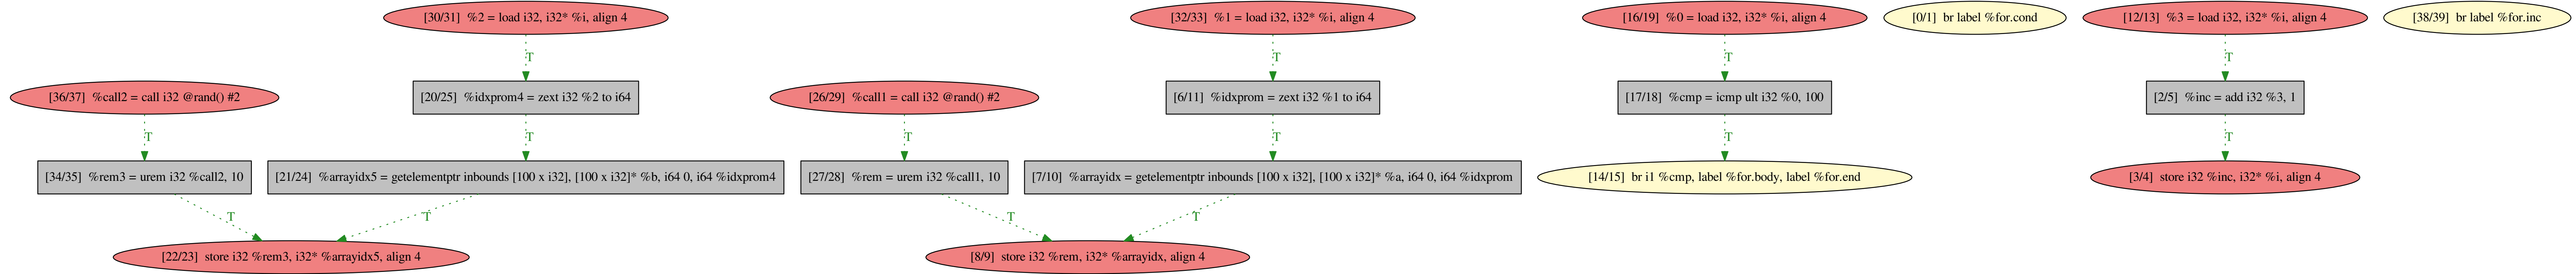 [30/31]  %2 = load i32, i32* %i, align 4
[32/33]  %1 = load i32, i32* %i, align 4
[16/19]  %0 = load i32, i32* %i, align 4
[0/1]  br label %for.cond
[12/13]  %3 = load i32, i32* %i, align 4
[38/39]  br label %for.inc
T
T
T
T
[36/37]  %call2 = call i32 @rand() #2
[20/25]  %idxprom4 = zext i32 %2 to i64
[26/29]  %call1 = call i32 @rand() #2
[6/11]  %idxprom = zext i32 %1 to i64
[17/18]  %cmp = icmp ult i32 %0, 100
[2/5]  %inc = add i32 %3, 1
T
T
T
T
T
T
[34/35]  %rem3 = urem i32 %call2, 10
[21/24]  %arrayidx5 = getelementptr inbounds [100 x i32], [100 x i32]* %b, i64 0, i64 %idxprom4
[27/28]  %rem = urem i32 %call1, 10
[7/10]  %arrayidx = getelementptr inbounds [100 x i32], [100 x i32]* %a, i64 0, i64 %idxprom
[14/15]  br i1 %cmp, label %for.body, label %for.end
[3/4]  store i32 %inc, i32* %i, align 4
T
T
T
T
[22/23]  store i32 %rem3, i32* %arrayidx5, align 4
[8/9]  store i32 %rem, i32* %arrayidx, align 4